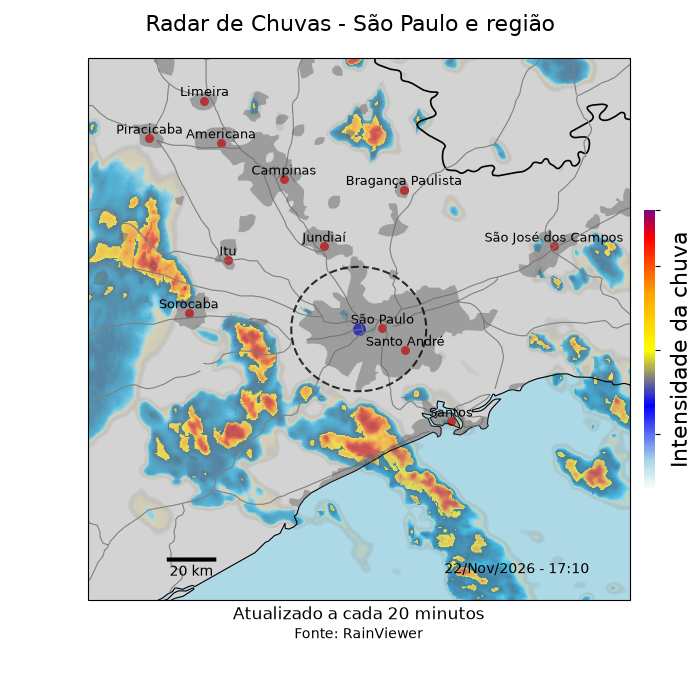 Radar de Chuvas - São Paulo e região
Limeira
Piracicaba
Americana
Campinas
Bragança Paulista
Jundiaí
São José dos Campos
Itu
Sorocaba
São Paulo
Santo André
Santos
Intensidade da chuva
20 km
22/Nov/2026 - 17:10
Atualizado a cada 20 minutos
Fonte: RainViewer